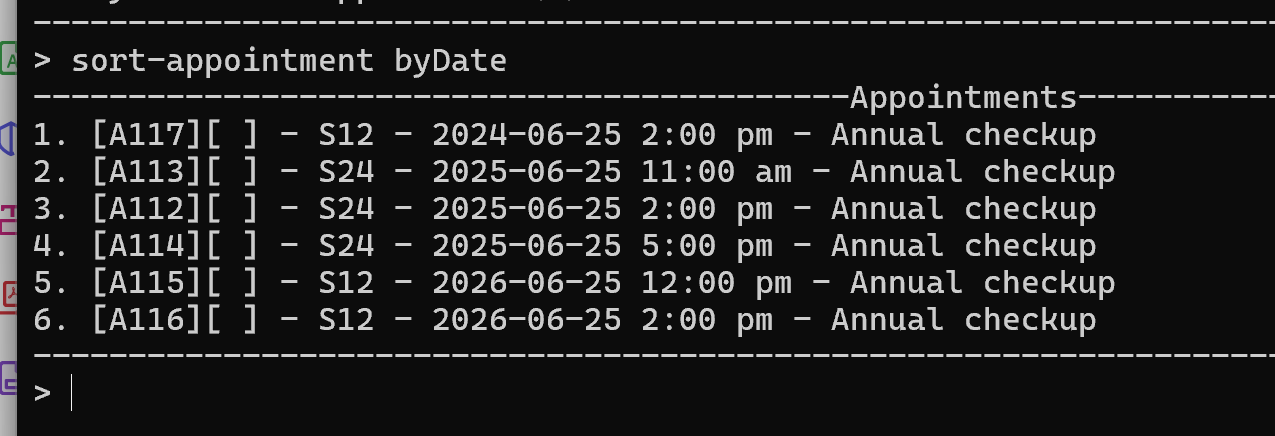 --------------------------------------------------------------------
> sort-appointment byDate
-------------------------------------------Appointments-----------
1. [A117][ ] - S12 - 2024-06-25 2:00 pm - Annual checkup
2. [A113][ ] - S24 - 2025-06-25 11:00 am - Annual checkup
3. [A112][ ] - S24 - 2025-06-25 2:00 pm - Annual checkup
4. [A114][ ] - S24 - 2025-06-25 5:00 pm - Annual checkup
5. [A115][ ] - S12 - 2026-06-25 12:00 pm - Annual checkup
6. [A116][ ] - S12 - 2026-06-25 2:00 pm - Annual checkup
--------------------------------------------------------------------
>